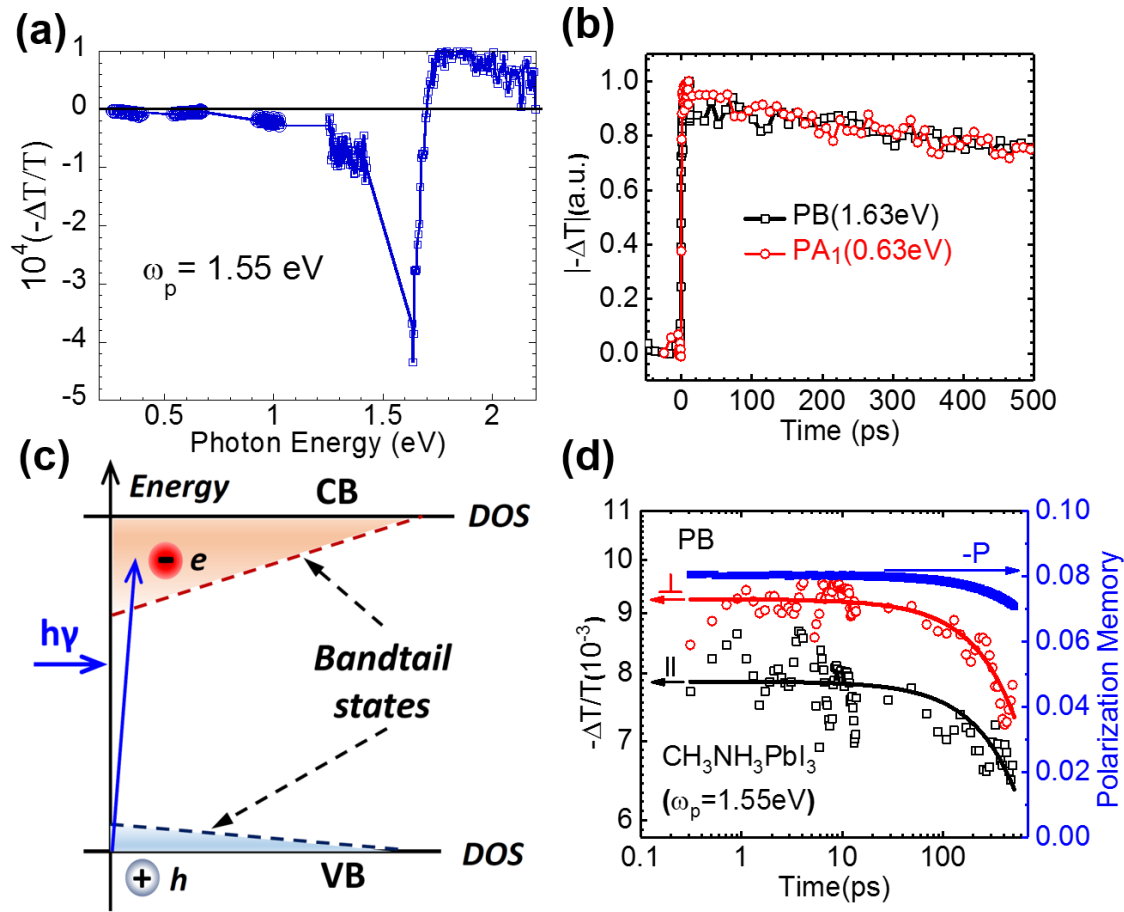 (a)
10⁴(-ΔT/T)
1
0
-1
-2
-3
-4
-5
ωp = 1.55 eV
0.5
1
1.5
2
Photon Energy (eV)
(b)
|-ΔT|(a.u.)
1.0
0.8
0.6
0.4
0.2
0.0
PB(1.63eV)
PA₁(0.63eV)
0
100
200
300
400
500
Time (ps)
(c)
Energy
CB
DOS
- e
hγ
Bandtail
states
DOS
+ h
VB
(d)
-ΔT/T(10⁻³)
11
10
9
8
7
6
PB
-P
⊥
||
CH₃NH₃PbI₃
(ωp=1.55eV)
0.10
0.08
0.06
0.04
0.02
0.00
Polarization Memory
0.1
1
10
100
Time(ps)